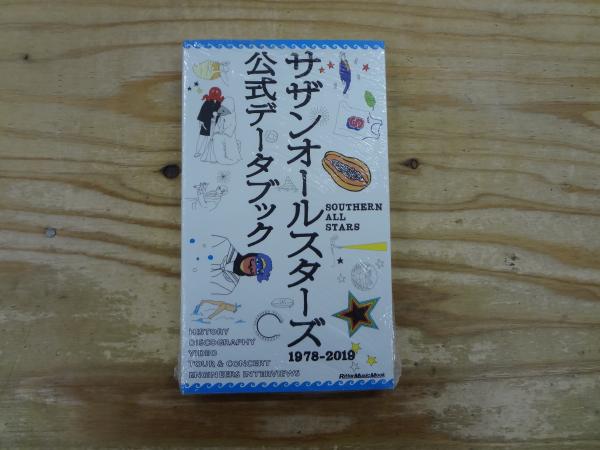 サザンオールスターズ
公式データブック
SOUTHERN
ALL
STARS
1978-2019
HISTORY
DISCOGRAPHY
VIDEO
TOUR & CONCERT
ENGINEERS INTERVIEWS
Rittor Music Mook